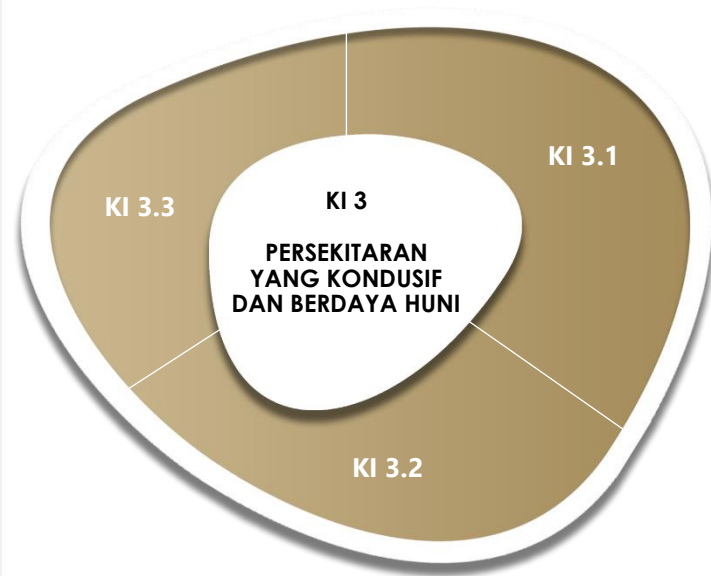 KI 3.1
KI 3.3
KI 3
PERSEKITARAN
YANG KONDUSIF
DAN BERDAYA HUNI
KI 3.2